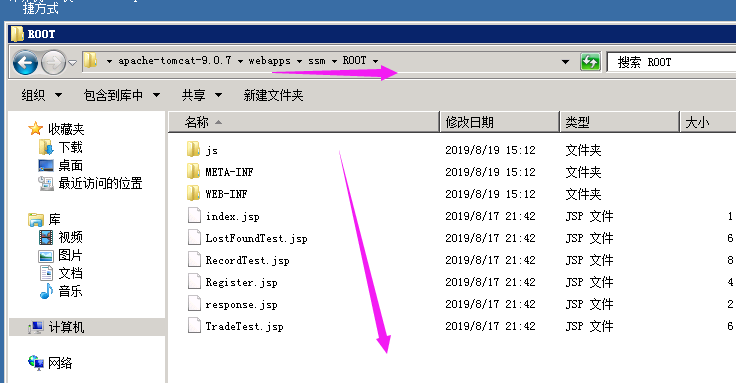 捷方式
ROOT
apache-tomcat-9.0.7 webapps ssm ROOT
搜索 ROOT
组织 包含到库中 共享 新建文件夹
名称 修改日期 类型 大小
收藏夹
下载
桌面
最近访问的位置
库
视频
图片
文档
音乐
计算机
网络
js 2019/8/19 15:12 文件夹
META-INF 2019/8/19 15:12 文件夹
WEB-INF 2019/8/19 15:12 文件夹
index.jsp 2019/8/17 21:42 JSP 文件 1
LostFoundTest.jsp 2019/8/17 21:42 JSP 文件 6
RecordTest.jsp 2019/8/17 21:42 JSP 文件 8
Register.jsp 2019/8/17 21:42 JSP 文件 4
response.jsp 2019/8/17 21:42 JSP 文件 2
TradeTest.jsp 2019/8/17 21:42 JSP 文件 6